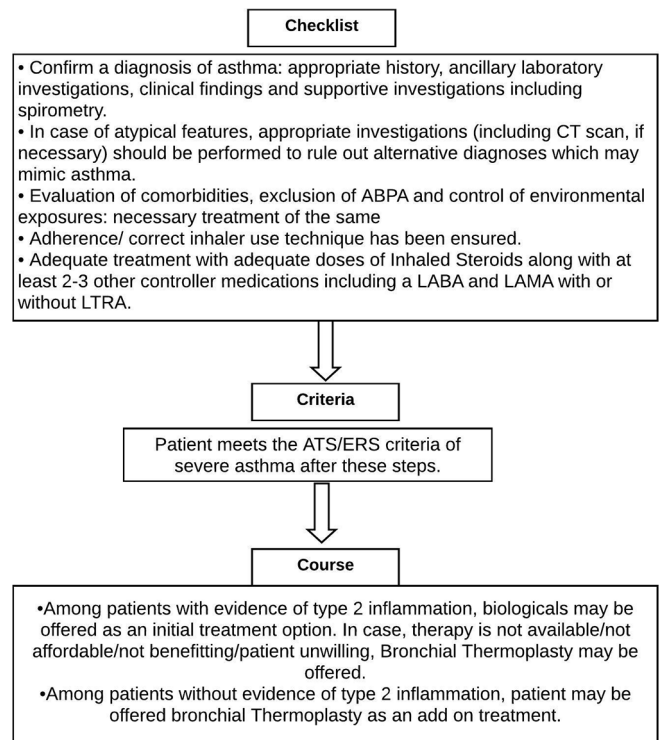 Checklist
• Confirm a diagnosis of asthma: appropriate history, ancillary laboratory
investigations, clinical findings and supportive investigations including
spirometry.
• In case of atypical features, appropriate investigations (including CT scan, if
necessary) should be performed to rule out alternative diagnoses which may
mimic asthma.
• Evaluation of comorbidities, exclusion of ABPA and control of environmental
exposures: necessary treatment of the same
• Adherence/ correct inhaler use technique has been ensured.
• Adequate treatment with adequate doses of Inhaled Steroids along with at
least 2-3 other controller medications including a LABA and LAMA with or
without LTRA.
Criteria
Patient meets the ATS/ERS criteria of
severe asthma after these steps.
Course
•Among patients with evidence of type 2 inflammation, biologicals may be
offered as an initial treatment option. In case, therapy is not available/not
affordable/not benefitting/patient unwilling, Bronchial Thermoplasty may be
offered.
•Among patients without evidence of type 2 inflammation, patient may be
offered bronchial Thermoplasty as an add on treatment.